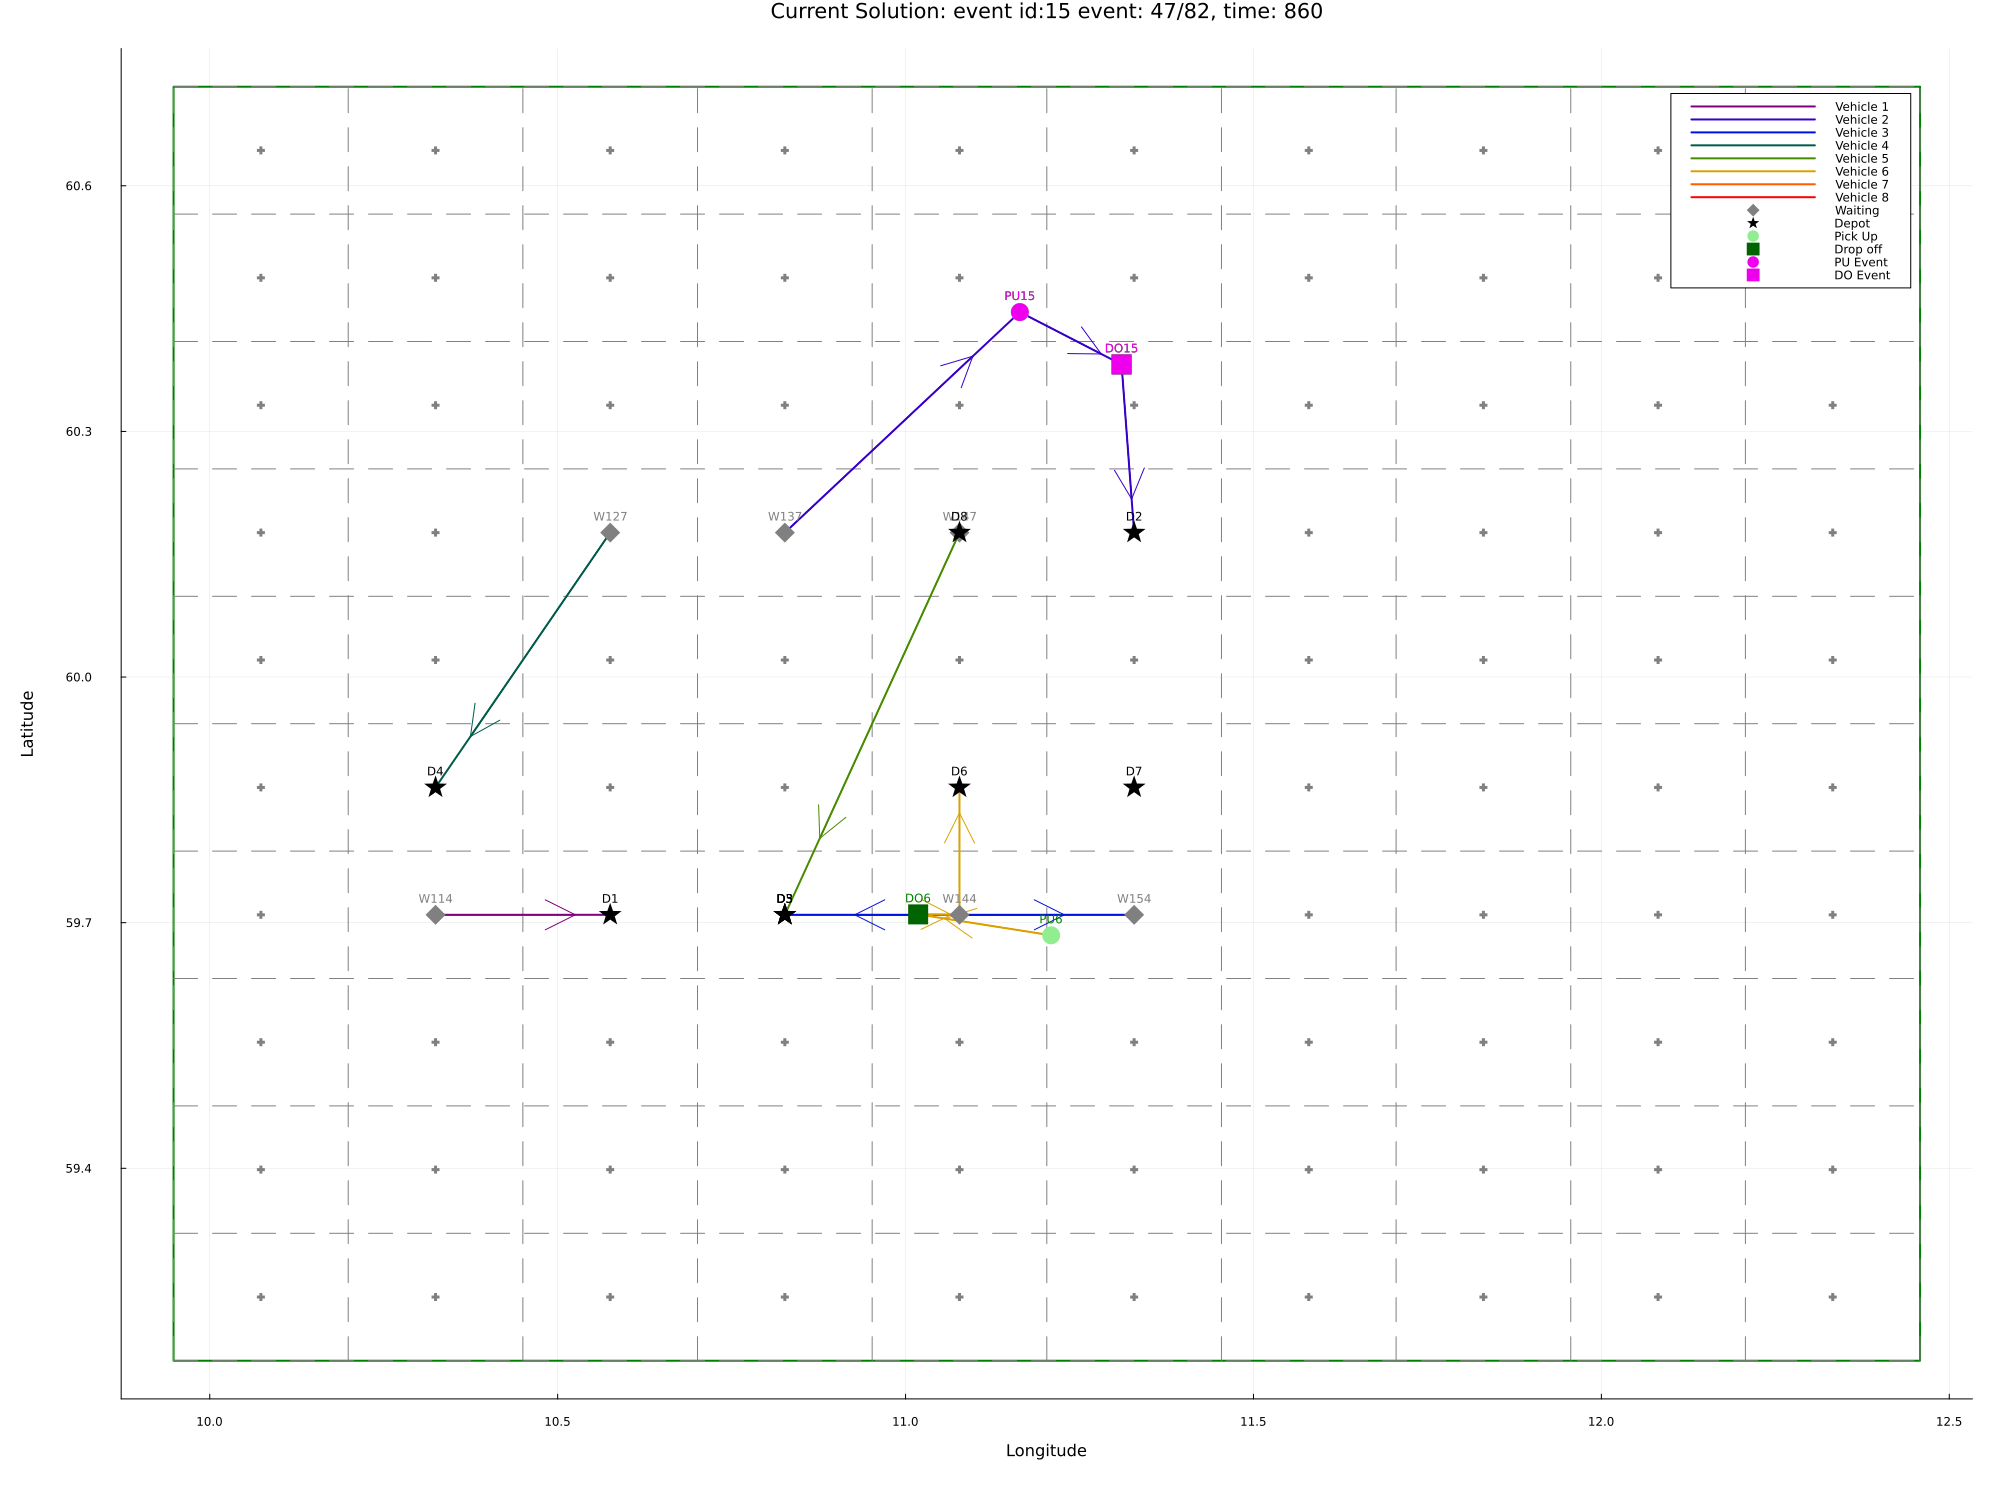 Current Solution: event id:15 event: 47/82, time: 860
Vehicle 1
Vehicle 2
Vehicle 3
Vehicle 4
Vehicle 5
Vehicle 6
Vehicle 7
Vehicle 8
Waiting
Depot
Pick Up
Drop off
PU Event
DO Event
60.6
60.3
60.0
59.7
59.4
Latitude
PU15
DO15
W127
W137
D8
D2
D4
D6
D7
W114
D1
DO6
W144
W154
PU6
10.0
10.5
11.0
11.5
12.0
12.5
Longitude